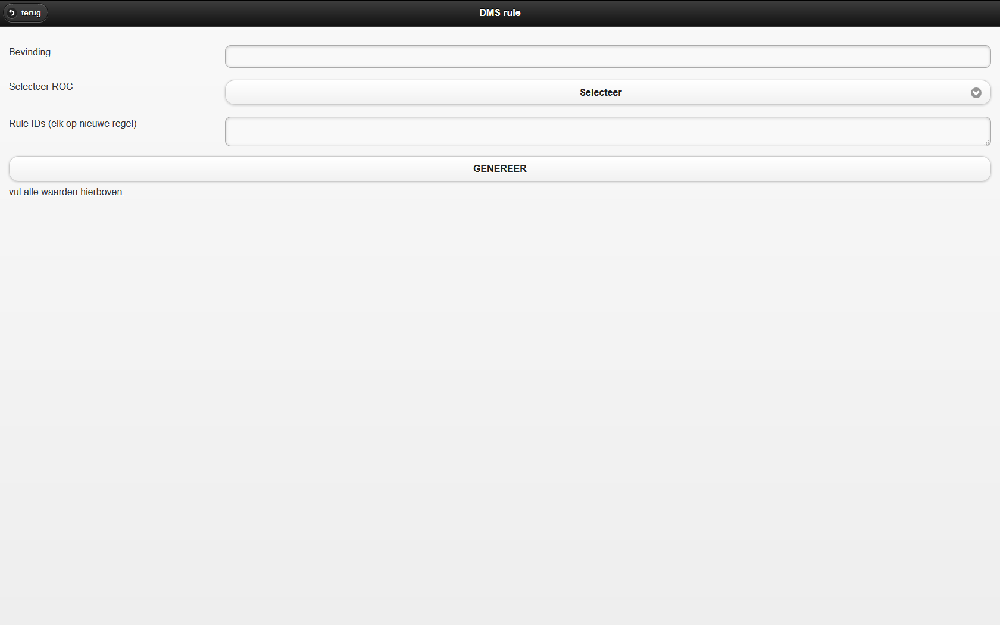 terug
DMS rule
Bevinding
Selecteer ROC
Selecteer
Rule IDs (elk op nieuwe regel)
GENEREER
vul alle waarden hierboven.